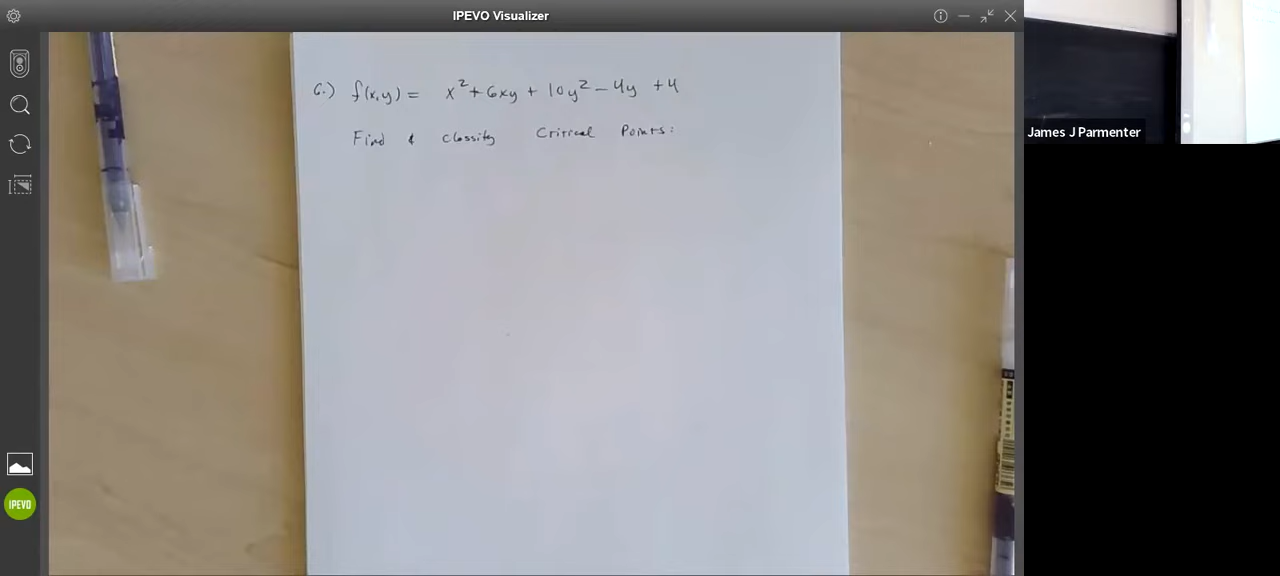 IPEVO Visualizer
6.) f(x,y) = x²+6xy + 10y² - 4y +4
Find & classify Critical Points:
James J Parmenter
IPEVO